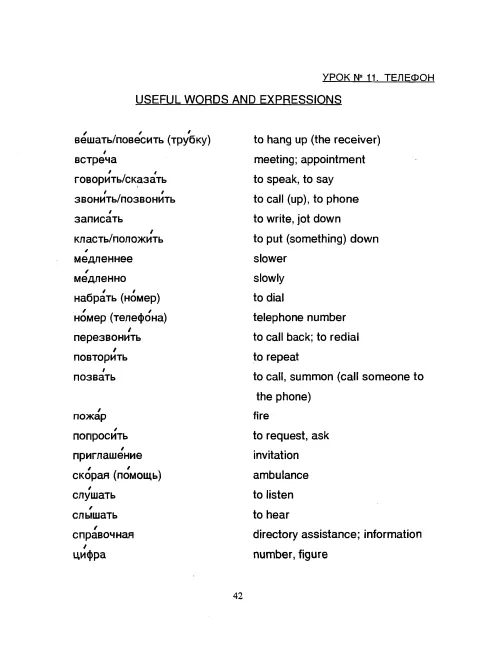 УРОК № 11. ТЕЛЕФОН
USEFUL WORDS AND EXPRESSIONS
ве́шать/пове́сить (тру́бку) to hang up (the receiver)
встре́ча meeting; appointment
говори́ть/сказа́ть to speak, to say
звони́ть/позвони́ть to call (up), to phone
записа́ть to write, jot down
класть/положи́ть to put (something) down
ме́дленнее slower
ме́дленно slowly
набра́ть (но́мер) to dial
но́мер (телефо́на) telephone number
перезвони́ть to call back; to redial
повтори́ть to repeat
позва́ть to call, summon (call someone to
the phone)
пожа́р fire
попроси́ть to request, ask
приглаше́ние invitation
ско́рая (по́мощь) ambulance
слу́шать to listen
слы́шать to hear
спра́вочная directory assistance; information
ци́фра number, figure
42